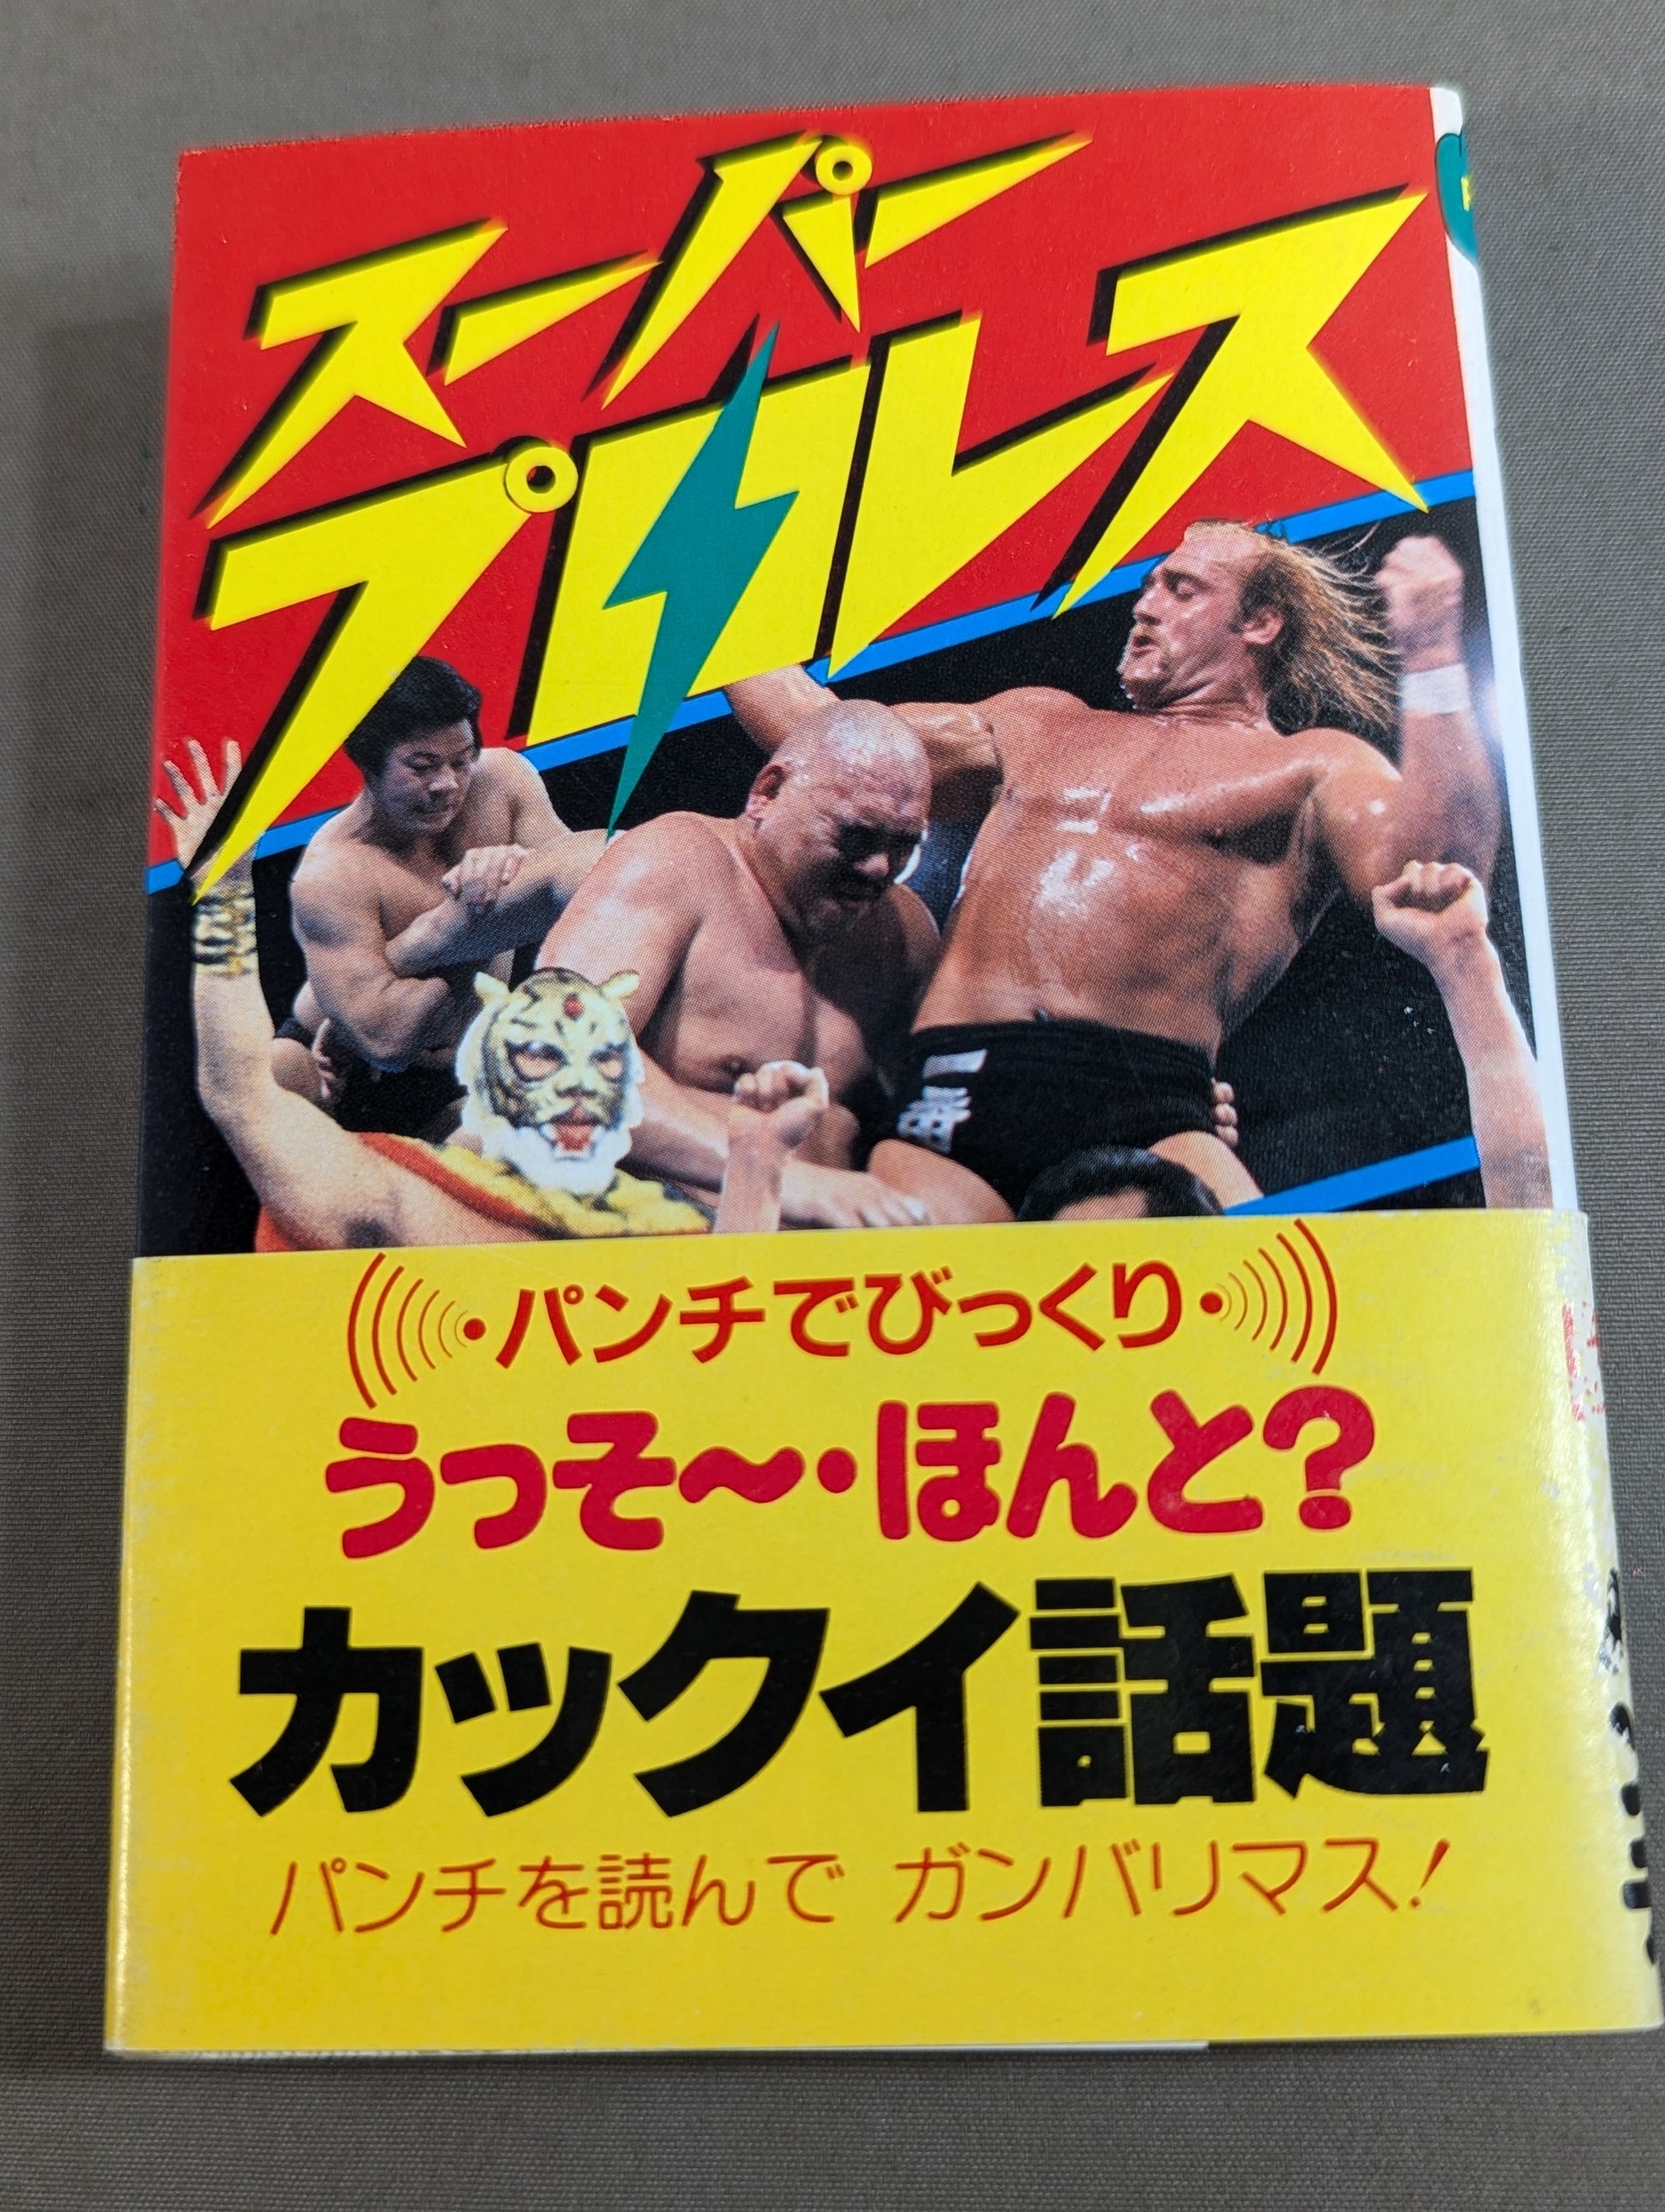 スーパー
プロレス
一番
・パンチでびっくり・
うっそ〜・ほんと?
カックイ話題
パンチを読んで ガンバリマス!